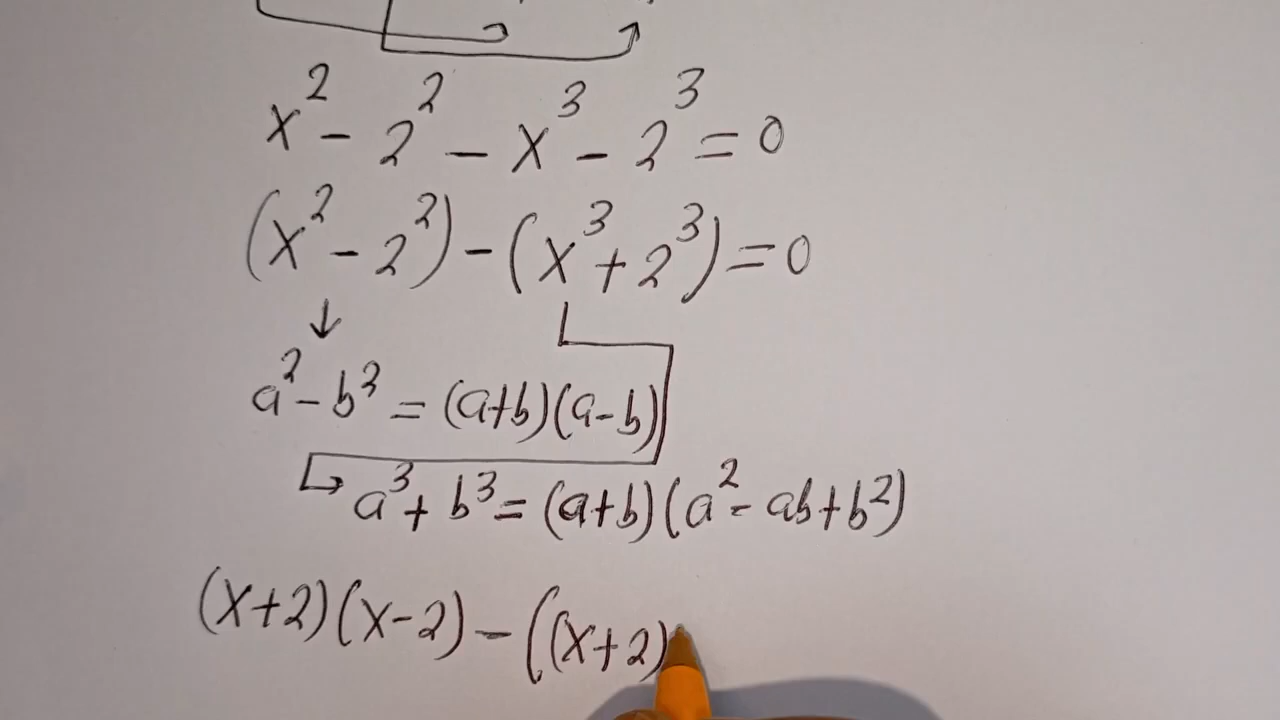 x² - 2² - x³ - 2³ = 0
(x² - 2²) - (x³ + 2³) = 0
a² - b² = (a+b)(a-b)
a³ + b³ = (a+b)(a² - ab + b²)
(x+2)(x-2) - ((x+2)